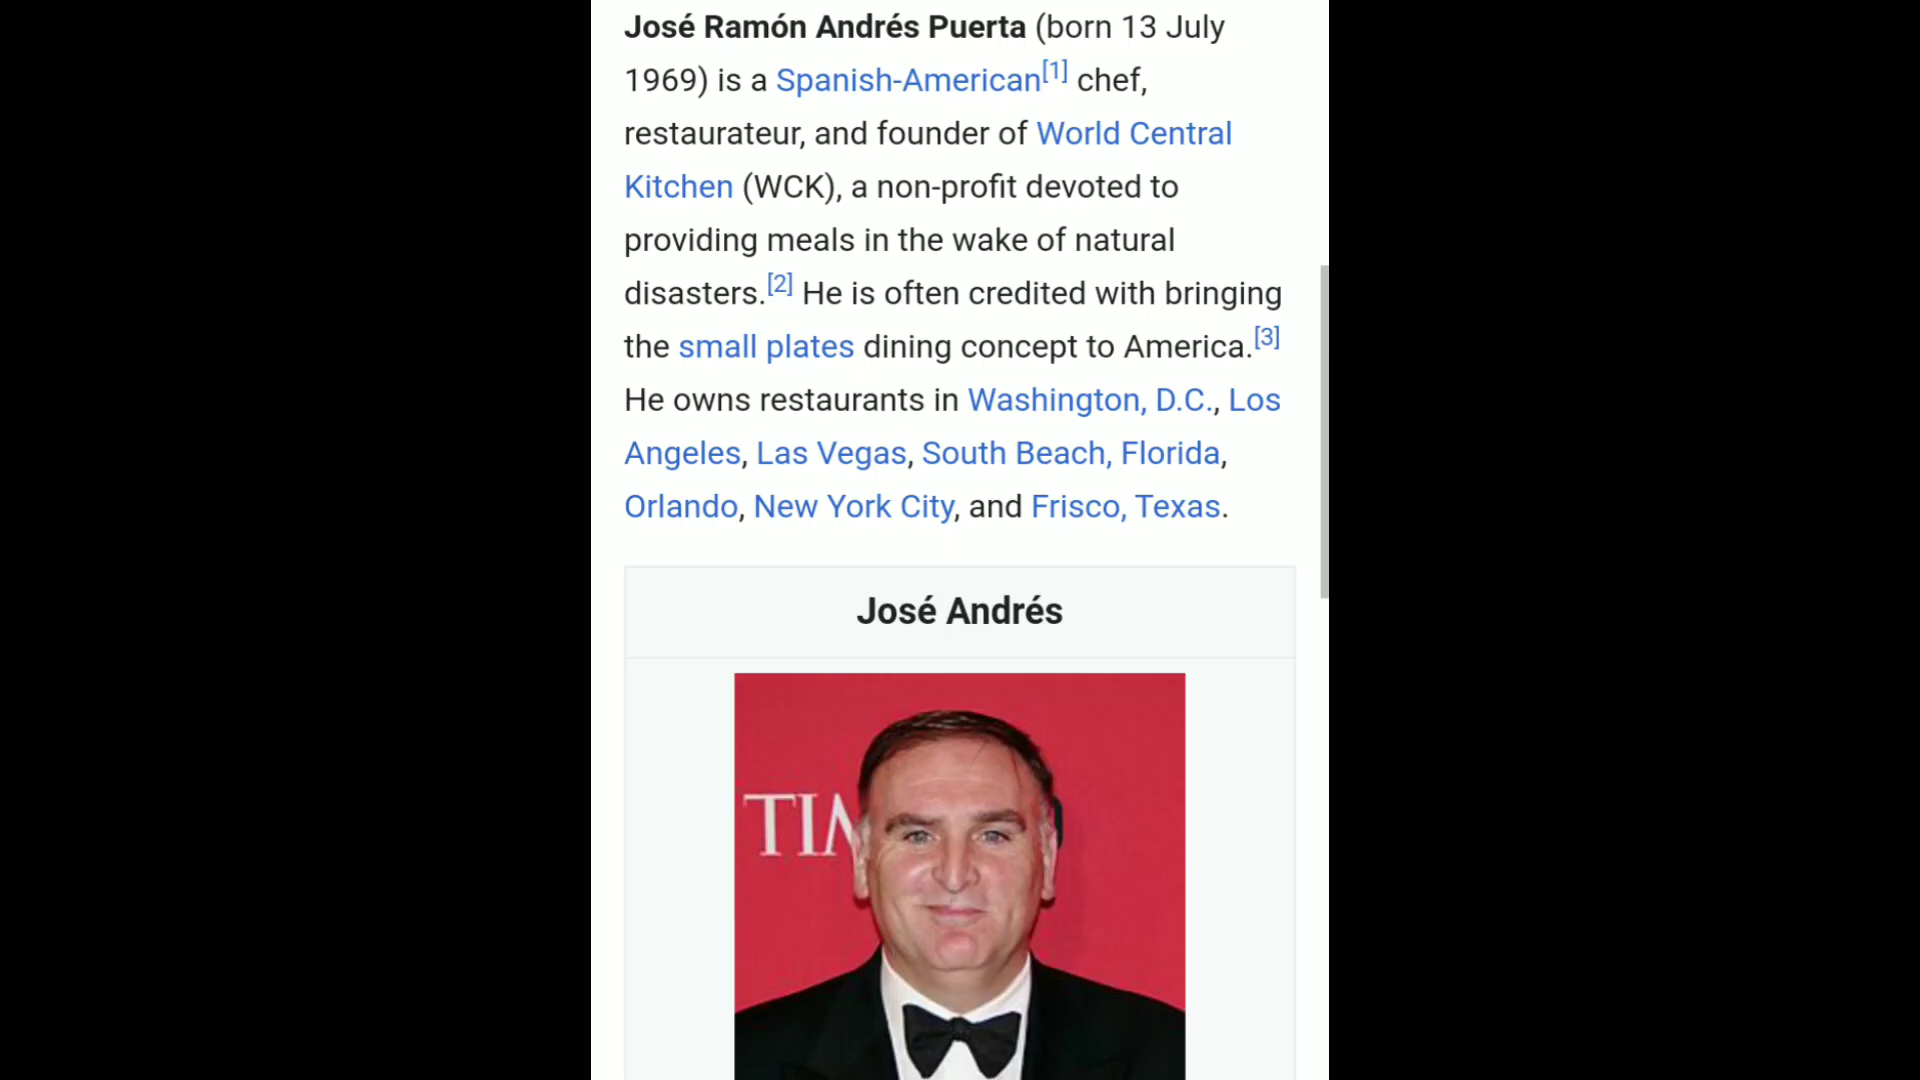 José Ramón Andrés Puerta (born 13 July
1969) is a Spanish-American[1] chef,
restaurateur, and founder of World Central
Kitchen (WCK), a non-profit devoted to
providing meals in the wake of natural
disasters.[2] He is often credited with bringing
the small plates dining concept to America.[3]
He owns restaurants in Washington, D.C., Los
Angeles, Las Vegas, South Beach, Florida,
Orlando, New York City, and Frisco, Texas.
José Andrés
TIM